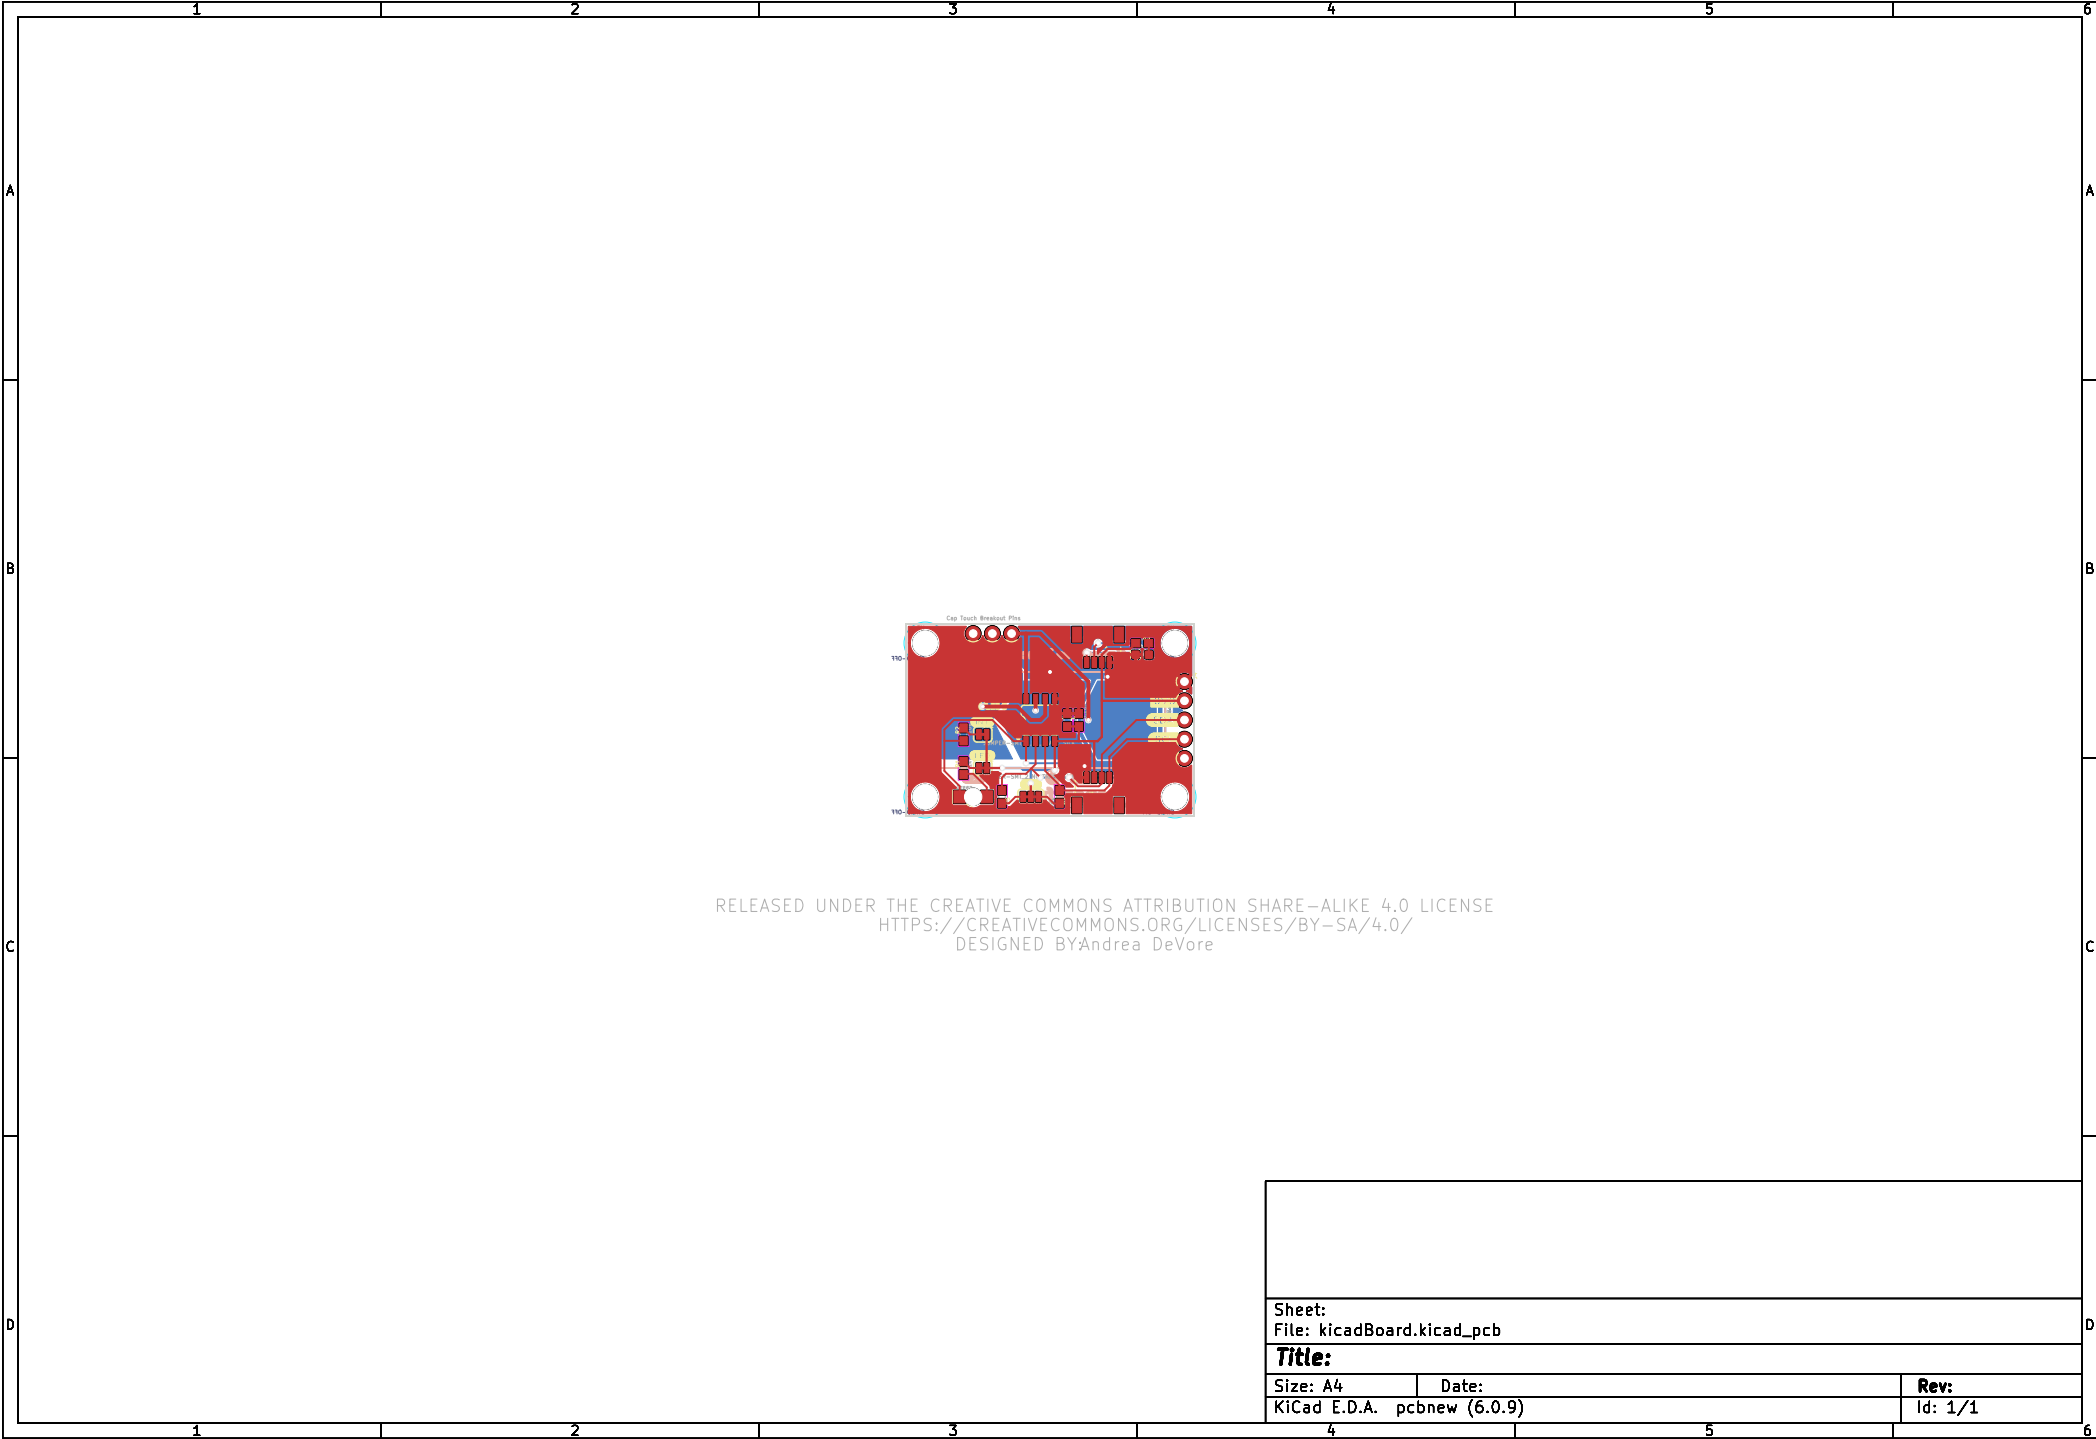 1 2 3 4 5 6
A A
B B
Cap Touch Breakout Pins
RELEASED UNDER THE CREATIVE COMMONS ATTRIBUTION SHARE-ALIKE 4.0 LICENSE
HTTPS://CREATIVECOMMONS.ORG/LICENSES/BY-SA/4.0/
C C
DESIGNED BY:Andrea DeVore
Sheet:
D D
File: kicadBoard.kicad_pcb
Title:
Size: A4 Date: Rev:
KiCad E.D.A. pcbnew (6.0.9) Id: 1/1
1 2 3 4 5 6